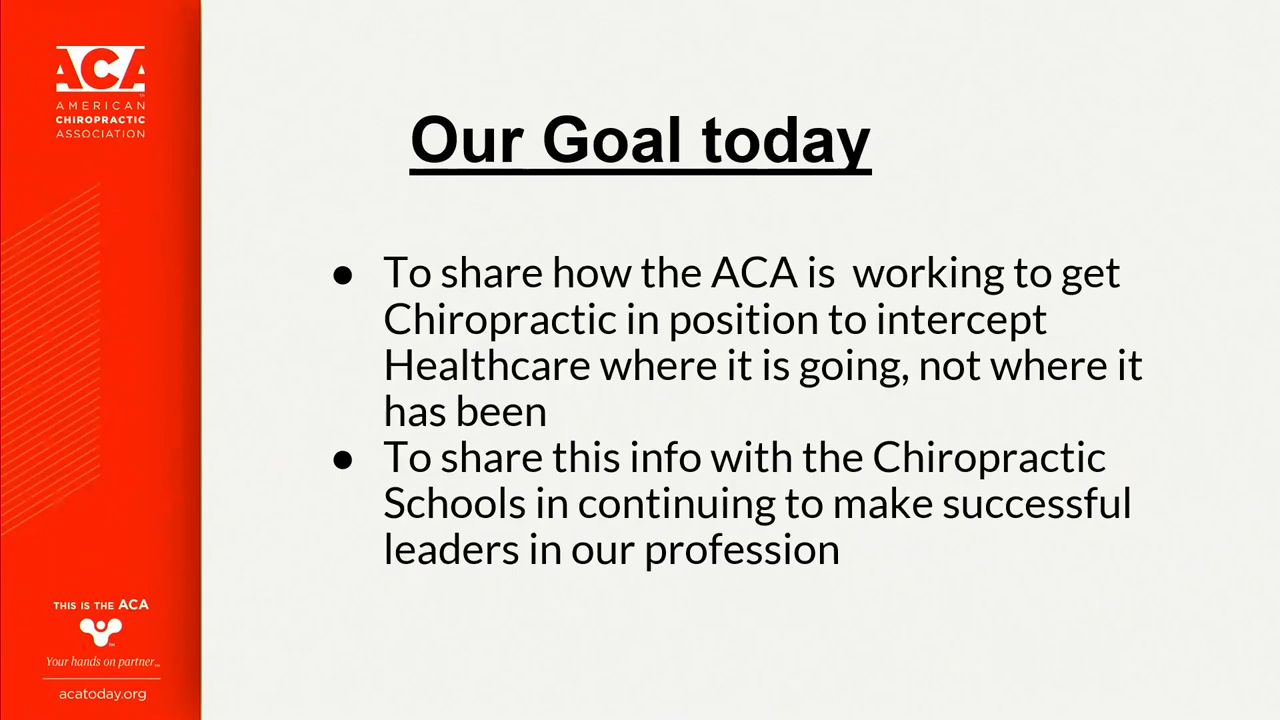 ACA
AMERICAN
CHIROPRACTIC
ASSOCIATION
Our Goal today
● To share how the ACA is  working to get
Chiropractic in position to intercept
Healthcare where it is going, not where it
has been
● To share this info with the Chiropractic
Schools in continuing to make successful
leaders in our profession
THIS IS THE ACA
Your hands on partner℠
acatoday.org